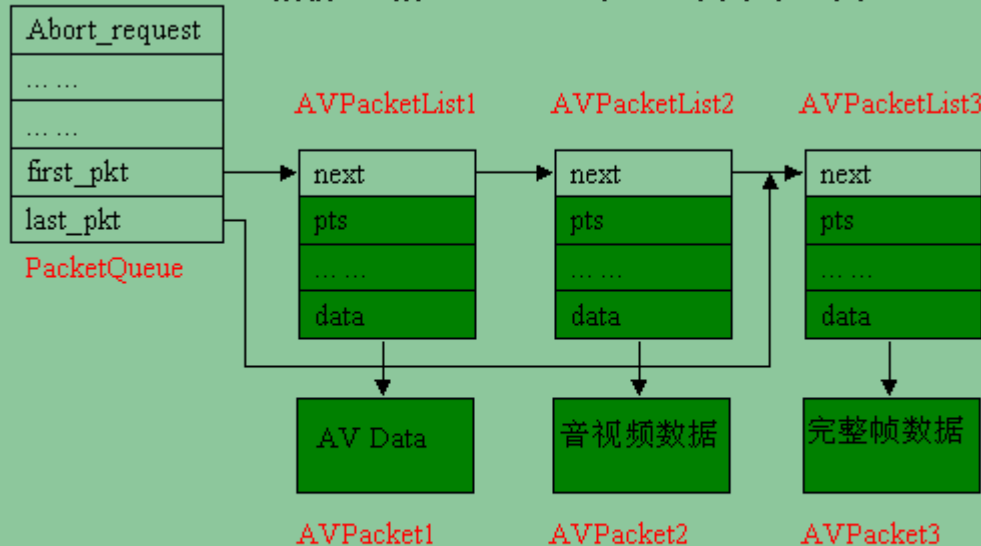 Abort_request
... ...
... ...
first_pkt
last_pkt
PacketQueue
AVPacketList1
next
pts
... ...
data
AV Data
AVPacket1
AVPacketList2
next
pts
... ...
data
音视频数据
AVPacket2
AVPacketList3
next
pts
... ...
data
完整帧数据
AVPacket3